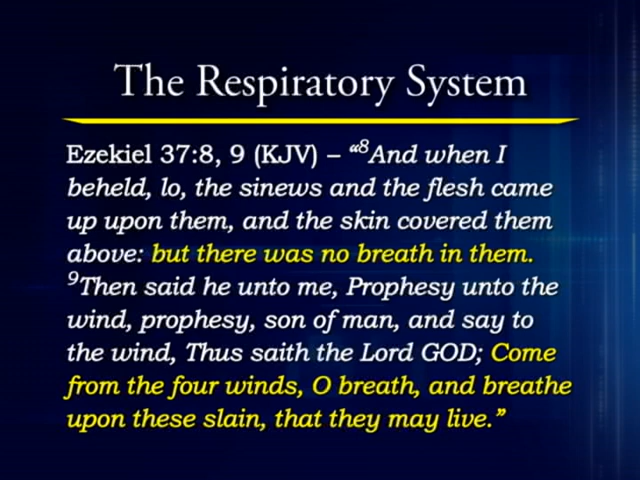 The Respiratory System
Ezekiel 37:8, 9 (KJV) – “⁸And when I
beheld, lo, the sinews and the flesh came
up upon them, and the skin covered them
above: but there was no breath in them.
⁹Then said he unto me, Prophesy unto the
wind, prophesy, son of man, and say to
the wind, Thus saith the Lord GOD; Come
from the four winds, O breath, and breathe
upon these slain, that they may live.”